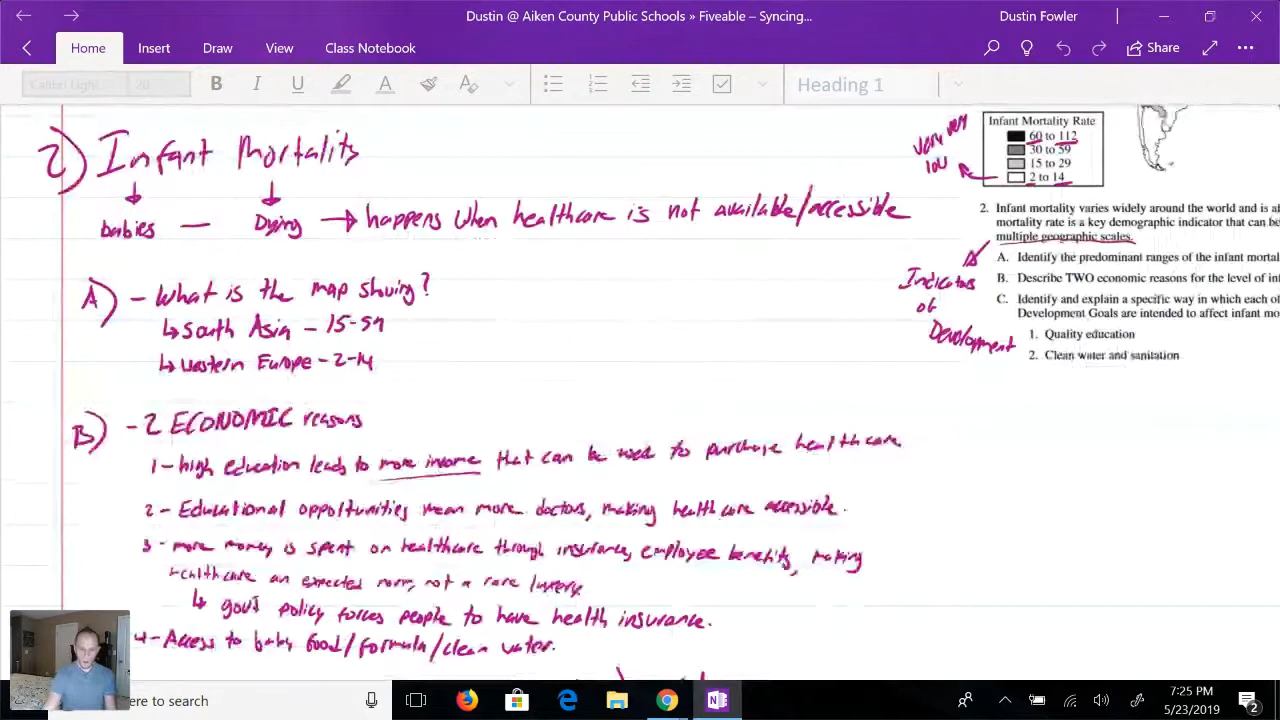 Dustin @ Aiken County Public Schools » Fiveable – Syncing...
Dustin Fowler
Home Insert Draw View Class Notebook
Share
Calibri Light 20
B I U A
Heading 1
2) Infant Mortality
babies — Dying → happens when healthcare is not available/accessible
A) - What is the map showing?
↳ South Asia - 15-59
↳ Western Europe - 2-14
B) - 2 ECONOMIC reasons
1 - high education leads to more income that can be used to purchase healthcare
2 - Educational opportunities mean more doctors, making healthcare accessible.
3 - more money is spent on healthcare through insurance, employee benefits, making
healthcare an expected norm, not a rare luxury
↳ gov't policy forces people to have health insurance.
4 - Access to baby food/formula/clean water.
very very
low
Infant Mortality Rate
60 to 112
30 to 59
15 to 29
2 to 14
2. Infant mortality varies widely around the world and is a
mortality rate is a key demographic indicator that can be
multiple geographic scales.
Indicators
of
Development
A. Identify the predominant ranges of the infant mortal
B. Describe TWO economic reasons for the level of in
C. Identify and explain a specific way in which each of
Development Goals are intended to affect infant mo
1. Quality education
2. Clean water and sanitation
here to search
7:25 PM
5/23/2019
2